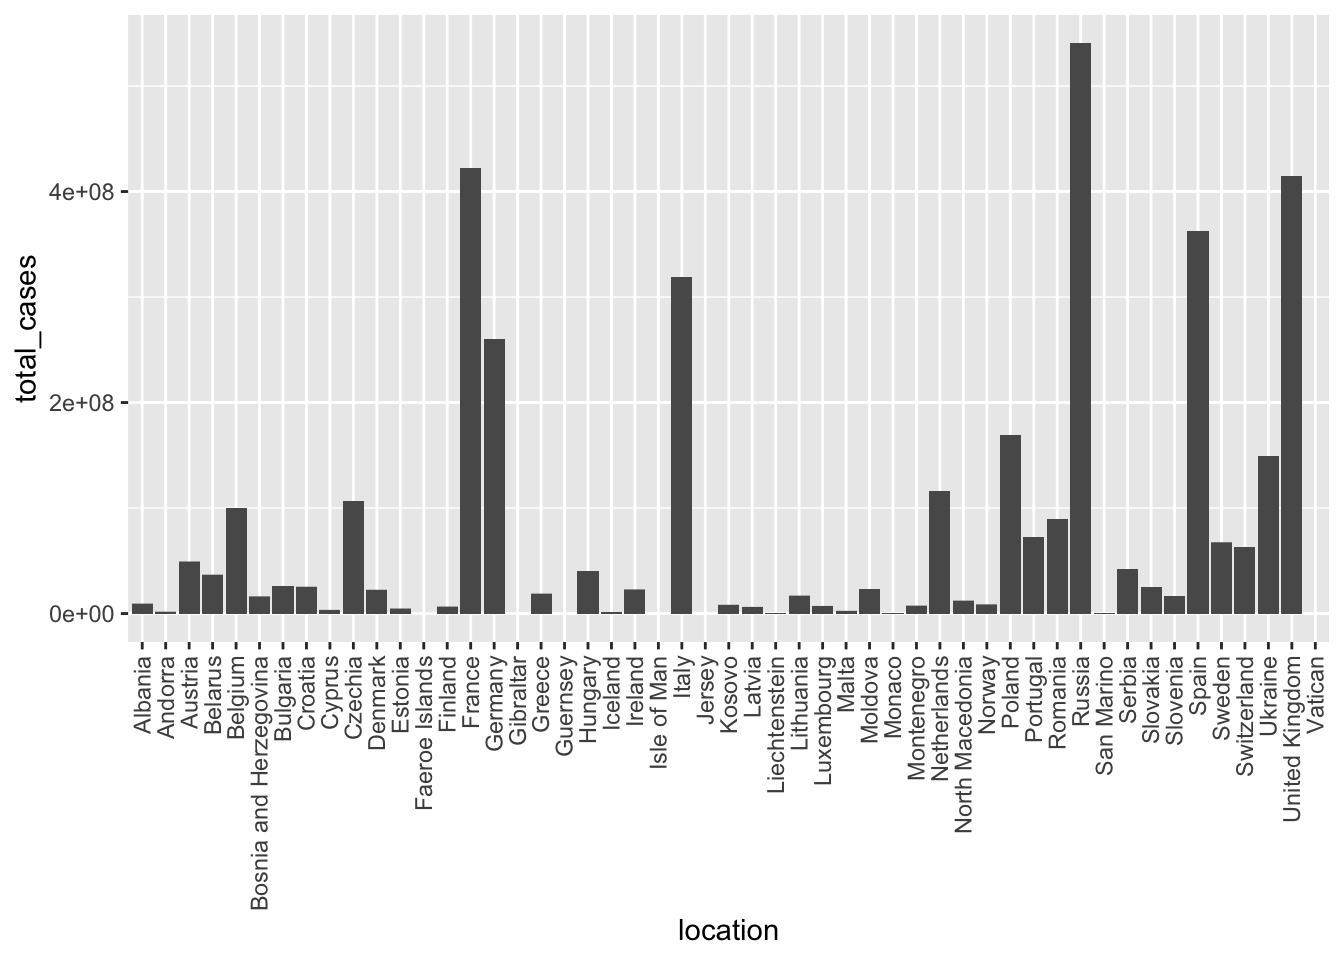 total_cases
4e+08
2e+08
0e+00
Albania
Andorra
Austria
Belarus
Belgium
Bosnia and Herzegovina
Bulgaria
Croatia
Cyprus
Czechia
Denmark
Estonia
Faeroe Islands
Finland
France
Germany
Gibraltar
Greece
Guernsey
Hungary
Iceland
Ireland
Isle of Man
Italy
Jersey
Kosovo
Latvia
Liechtenstein
Lithuania
Luxembourg
Malta
Moldova
Monaco
Montenegro
Netherlands
North Macedonia
Norway
Poland
Portugal
Romania
Russia
San Marino
Serbia
Slovakia
Slovenia
Spain
Sweden
Switzerland
Ukraine
United Kingdom
Vatican
location